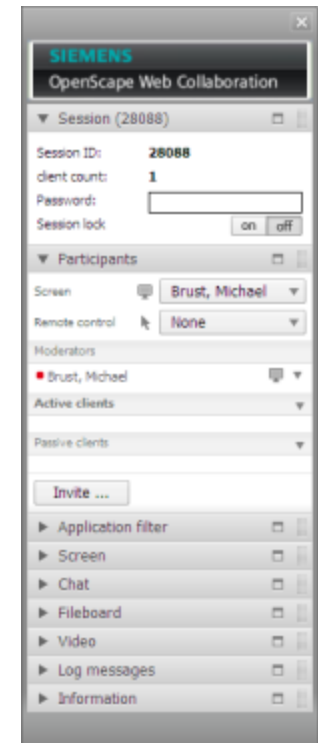 SIEMENS
OpenScape Web Collaboration
Session (28088)
Session ID: 28088
client count: 1
Password:
Session lock on off
Participants
Screen Brust, Michael
Remote control None
Moderators
Brust, Michael
Active clients
Passive clients
Invite ...
Application filter
Screen
Chat
Fileboard
Video
Log messages
Information